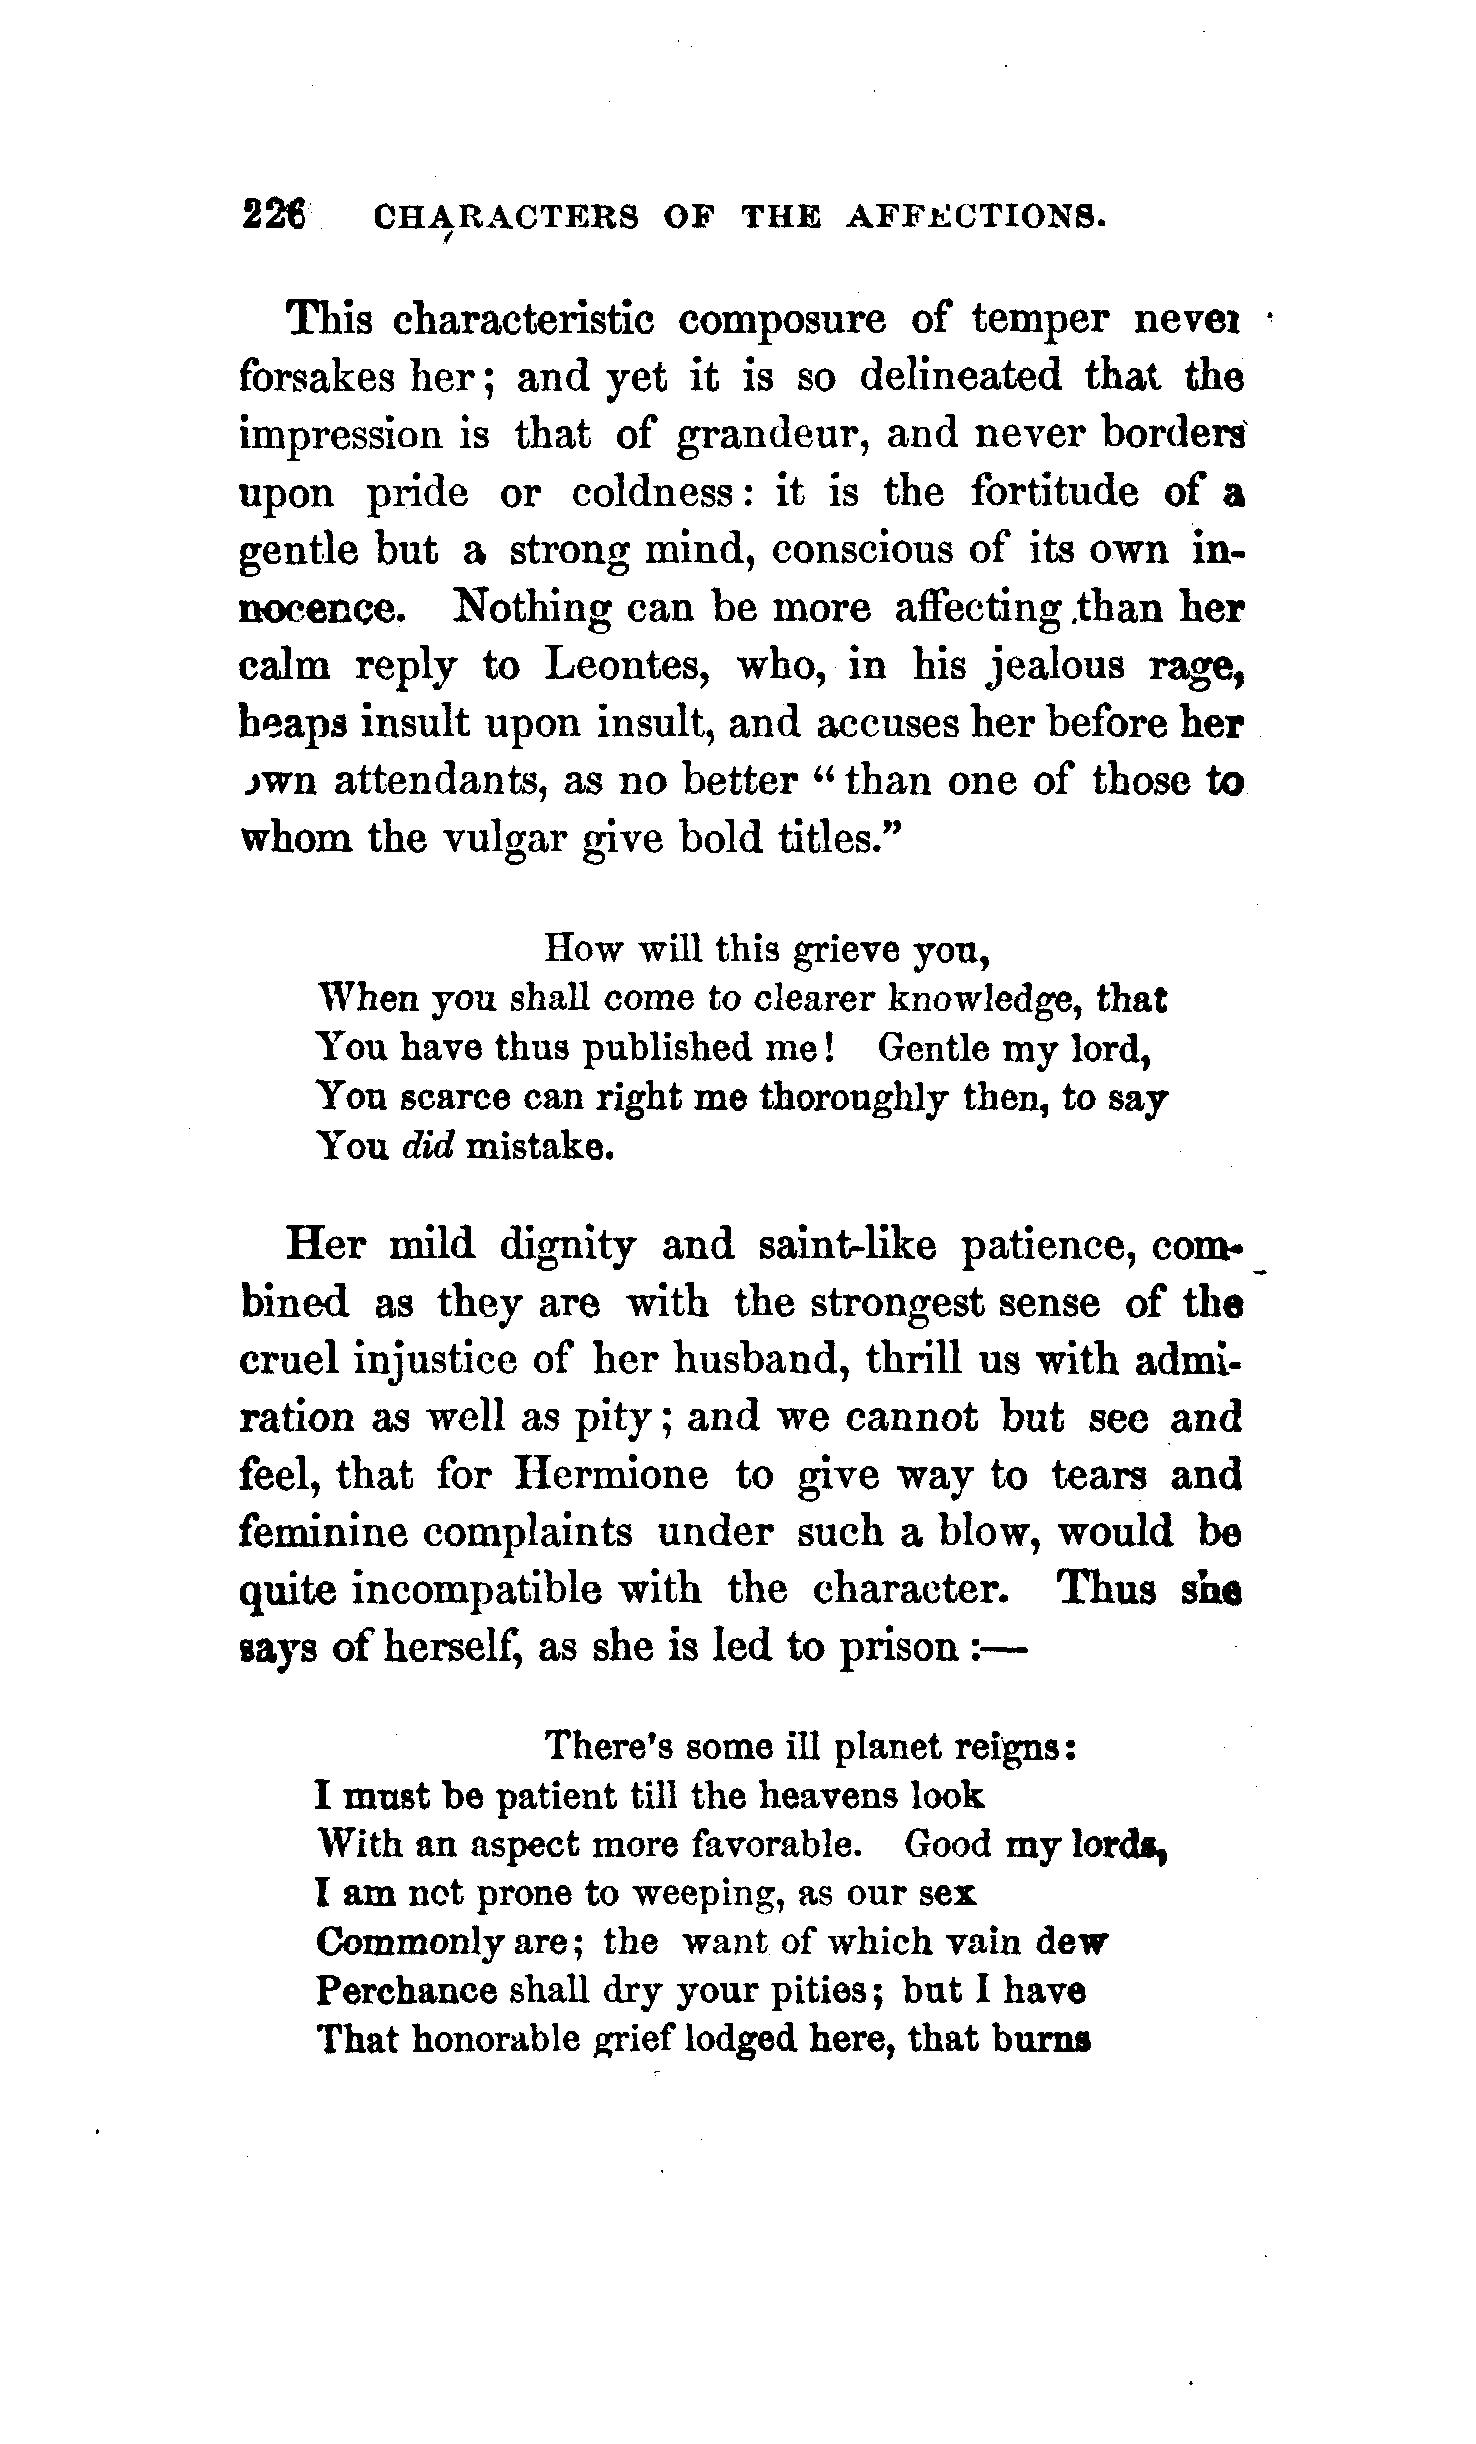 226 CHARACTERS OF THE AFFECTIONS.
This characteristic composure of temper never
forsakes her; and yet it is so delineated that the
impression is that of grandeur, and never borders
upon pride or coldness: it is the fortitude of a
gentle but a strong mind, conscious of its own in-
nocence. Nothing can be more affecting than her
calm reply to Leontes, who, in his jealous rage,
heaps insult upon insult, and accuses her before her
own attendants, as no better "than one of those to
whom the vulgar give bold titles."
How will this grieve you,
When you shall come to clearer knowledge, that
You have thus published me! Gentle my lord,
You scarce can right me thoroughly then, to say
You did mistake.
Her mild dignity and saint-like patience, com-
bined as they are with the strongest sense of the
cruel injustice of her husband, thrill us with admi-
ration as well as pity; and we cannot but see and
feel, that for Hermione to give way to tears and
feminine complaints under such a blow, would be
quite incompatible with the character. Thus she
says of herself, as she is led to prison:—
There's some ill planet reigns:
I must be patient till the heavens look
With an aspect more favorable. Good my lords,
I am not prone to weeping, as our sex
Commonly are; the want of which vain dew
Perchance shall dry your pities; but I have
That honorable grief lodged here, that burns